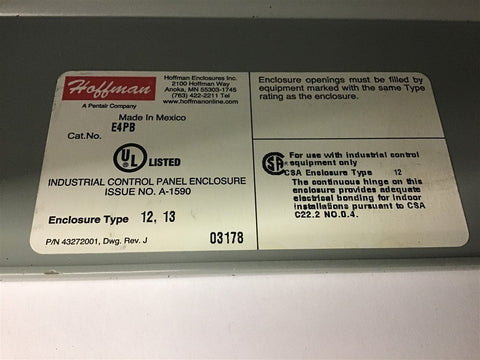 Hoffman
A Pentair Company
Hoffman Enclosures Inc.
2100 Hoffman Way
Anoka, MN 55303-1745
(763) 422-2211 Tel
www.hoffmanonline.com
Made In Mexico
Cat.No. E4PB
UL LISTED
INDUSTRIAL CONTROL PANEL ENCLOSURE
ISSUE NO. A-1590
Enclosure Type 12, 13
P/N 43272001, Dwg. Rev. J
03178
Enclosure openings must be filled by
equipment marked with the same Type
rating as the enclosure.
For use with industrial control
equipment only
CSA Enclosure Type 12
The continuous hinge on this
enclosure provides adequate
electrical bonding for indoor
installations pursuant to CSA
C22.2 NO.0.4.